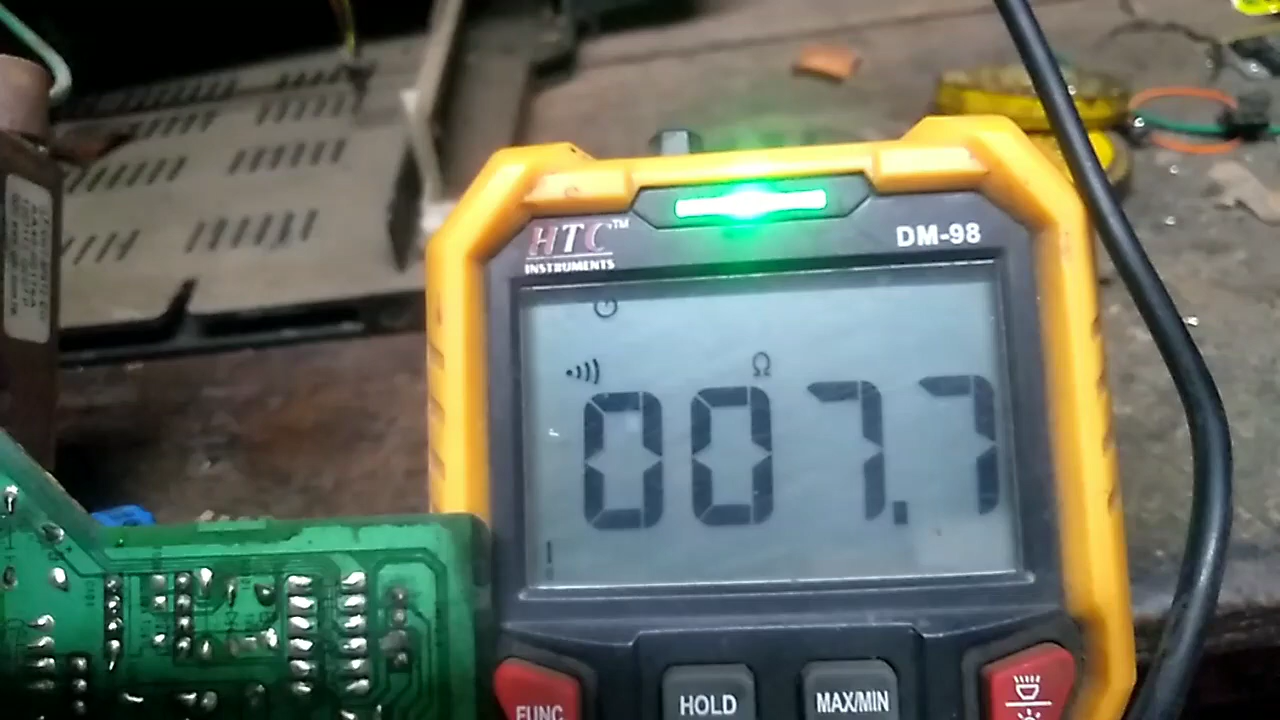 HTC™
INSTRUMENTS
DM-98
Ω
007.7
FUNC
HOLD
MAX/MIN